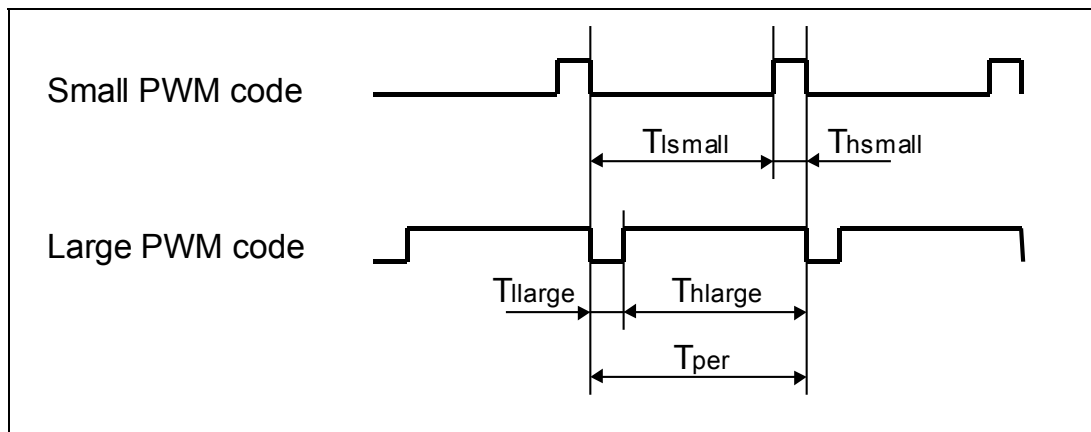 Small PWM code
Tlsmall
Thsmall
Large PWM code
Tllarge
Thlarge
Tper